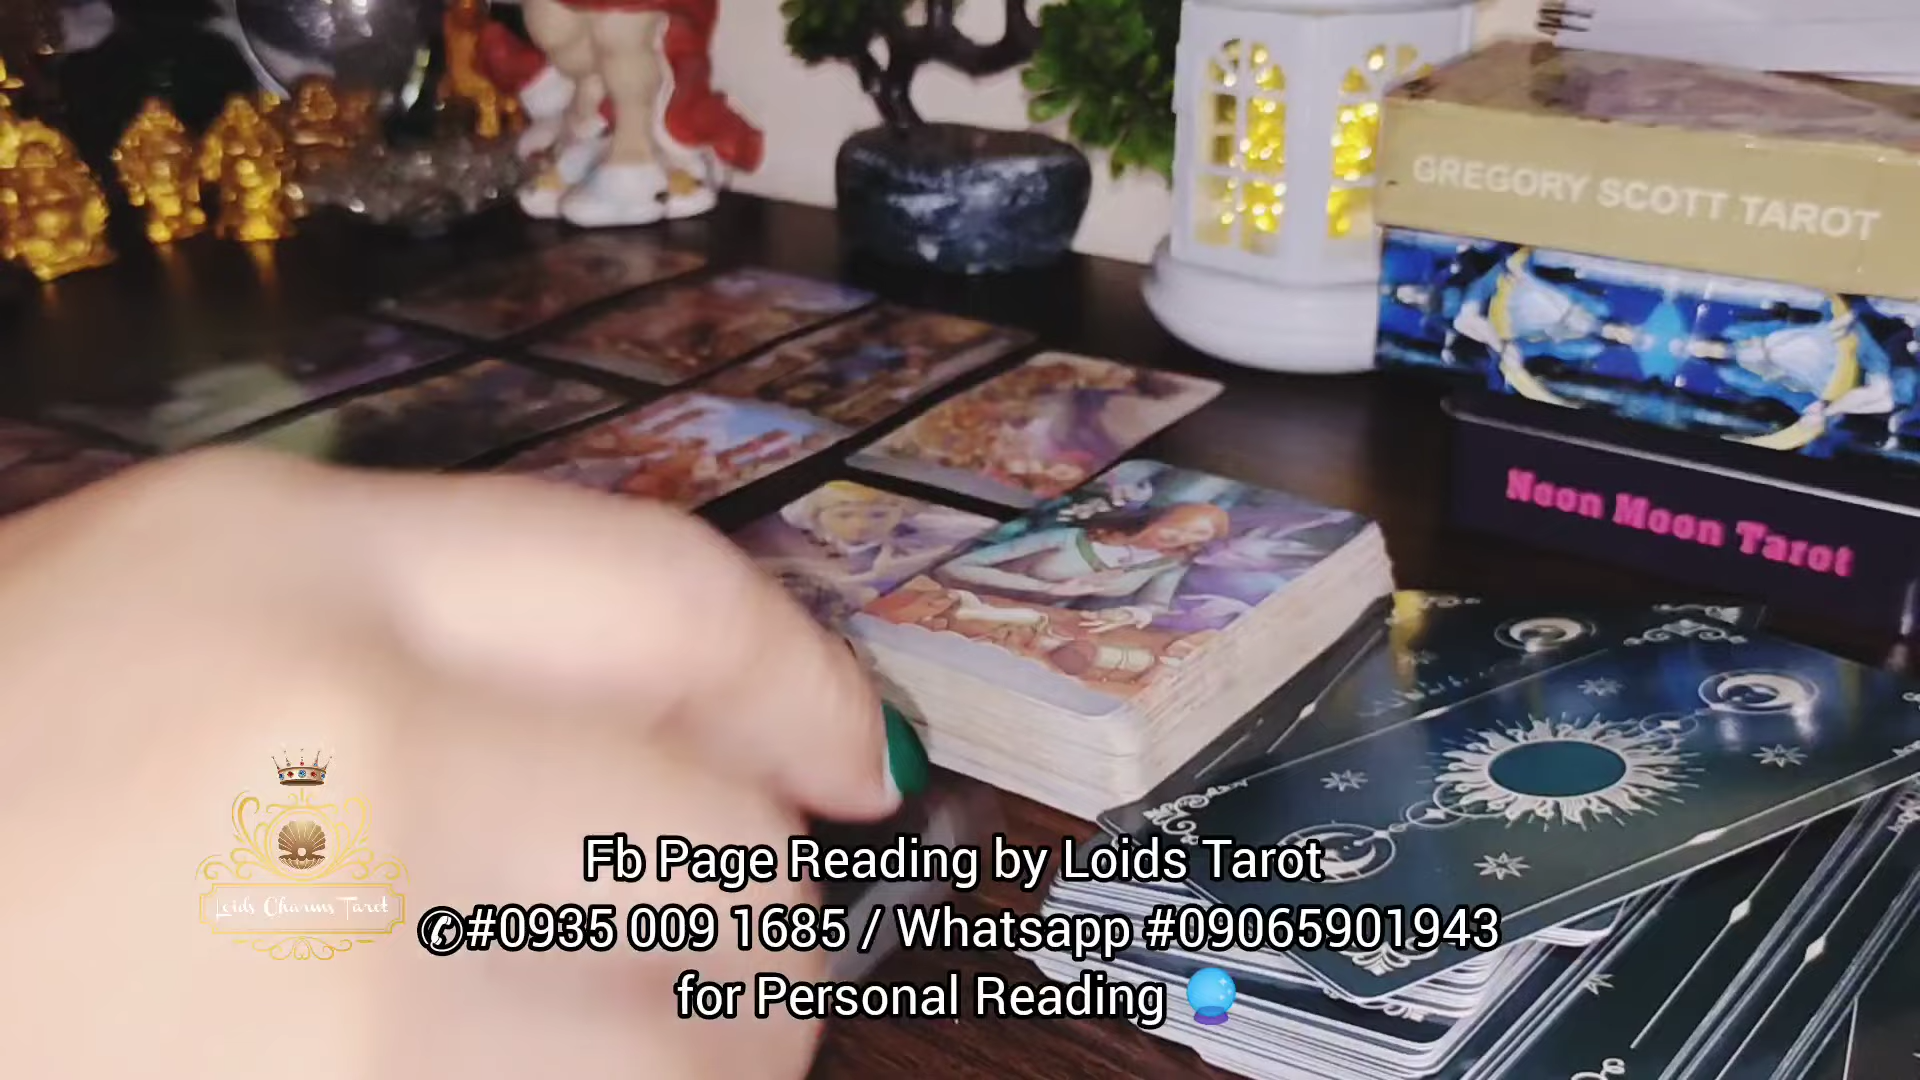 GREGORY SCOTT TAROT
Neon Moon Tarot
Loids Charms Tarot
Fb Page Reading by Loids Tarot
✆#0935 009 1685 / Whatsapp #09065901943
for Personal Reading 🔮